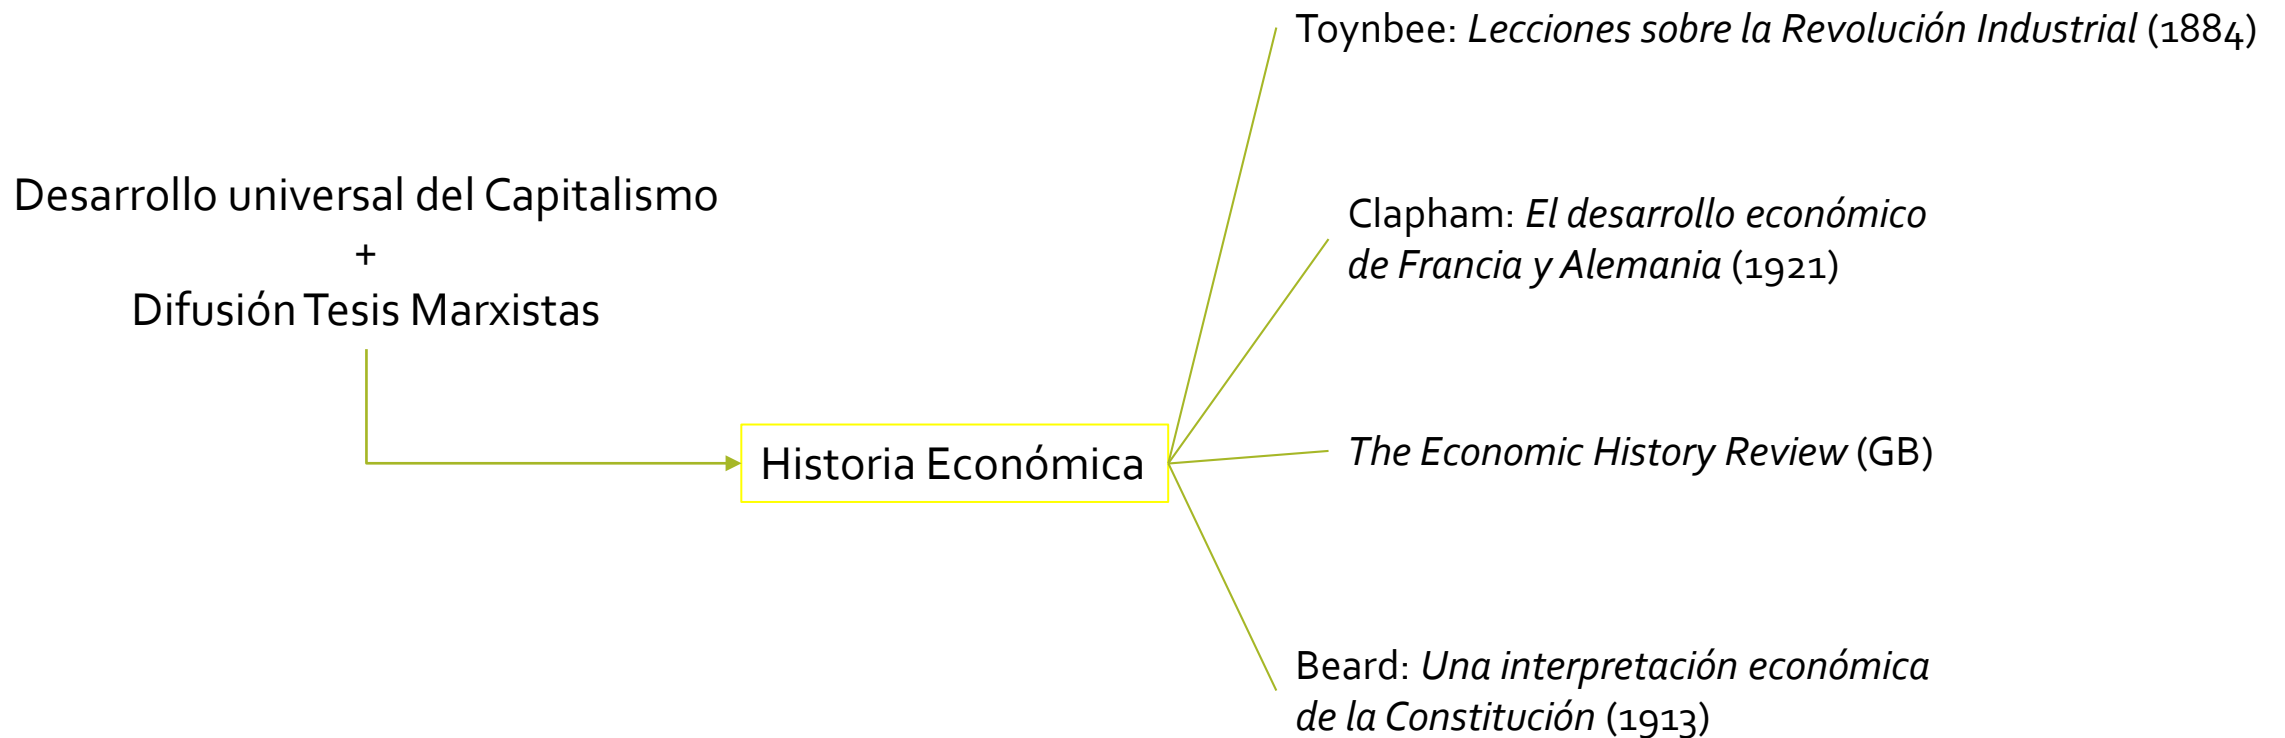 Desarrollo universal del Capitalismo
+
Difusión Tesis Marxistas
Historia Económica
Toynbee: Lecciones sobre la Revolución Industrial (1884)
Clapham: El desarrollo económico
de Francia y Alemania (1921)
The Economic History Review (GB)
Beard: Una interpretación económica
de la Constitución (1913)